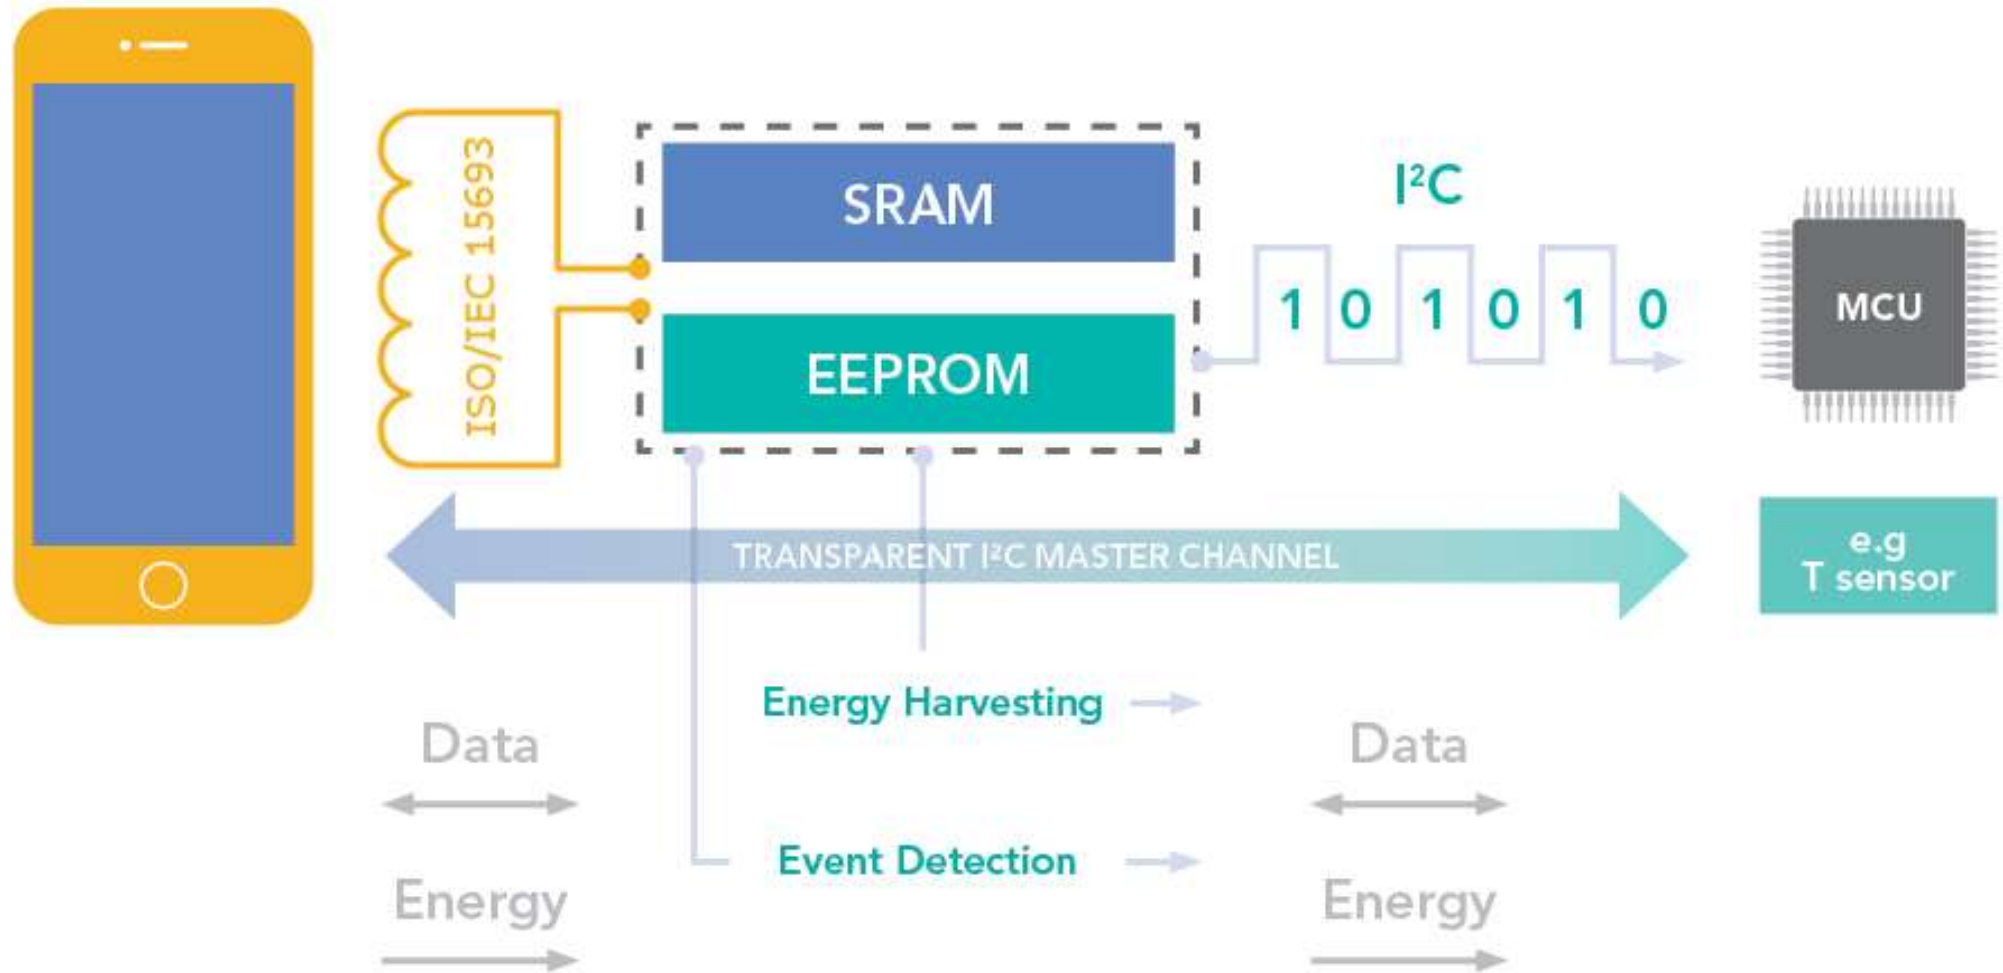 ISO/IEC 15693
SRAM
EEPROM
I²C
1 0 1 0 1 0
MCU
TRANSPARENT I²C MASTER CHANNEL
e.g
T sensor
Energy Harvesting
Data
Data
Event Detection
Energy
Energy